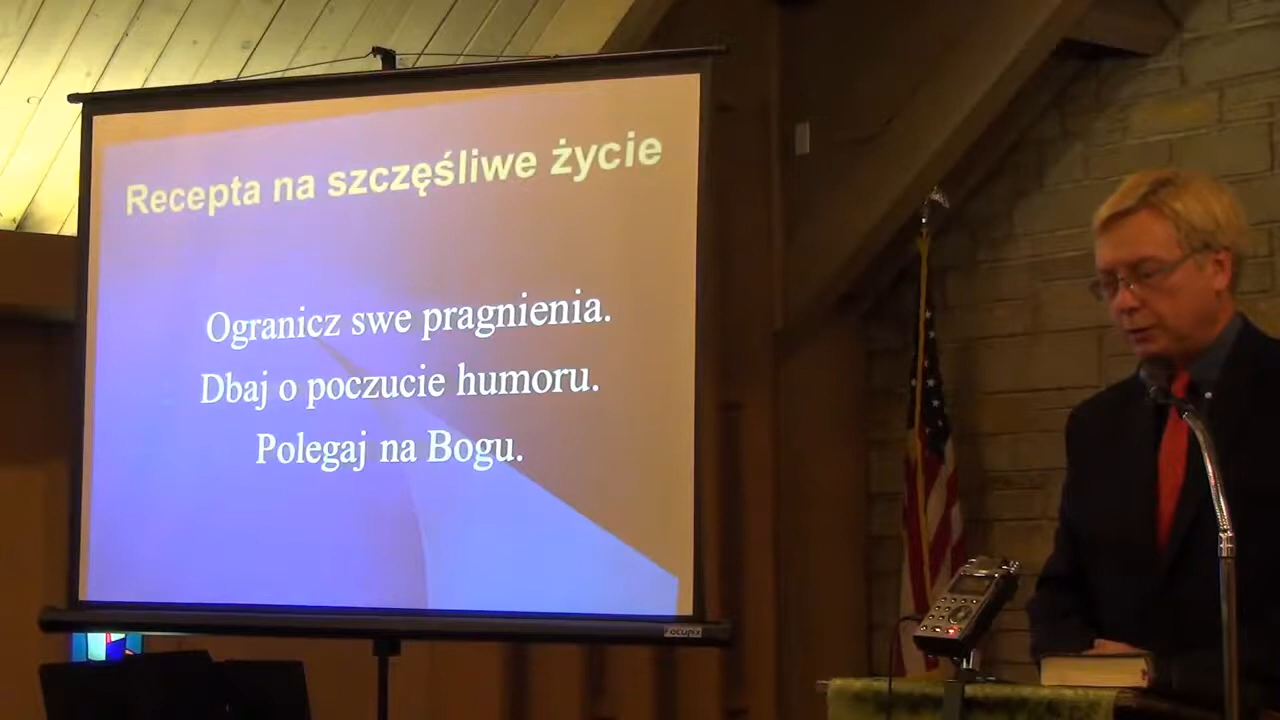 Recepta na szczęśliwe życie
Ogranicz swe pragnienia.
Dbaj o poczucie humoru.
Polegaj na Bogu.